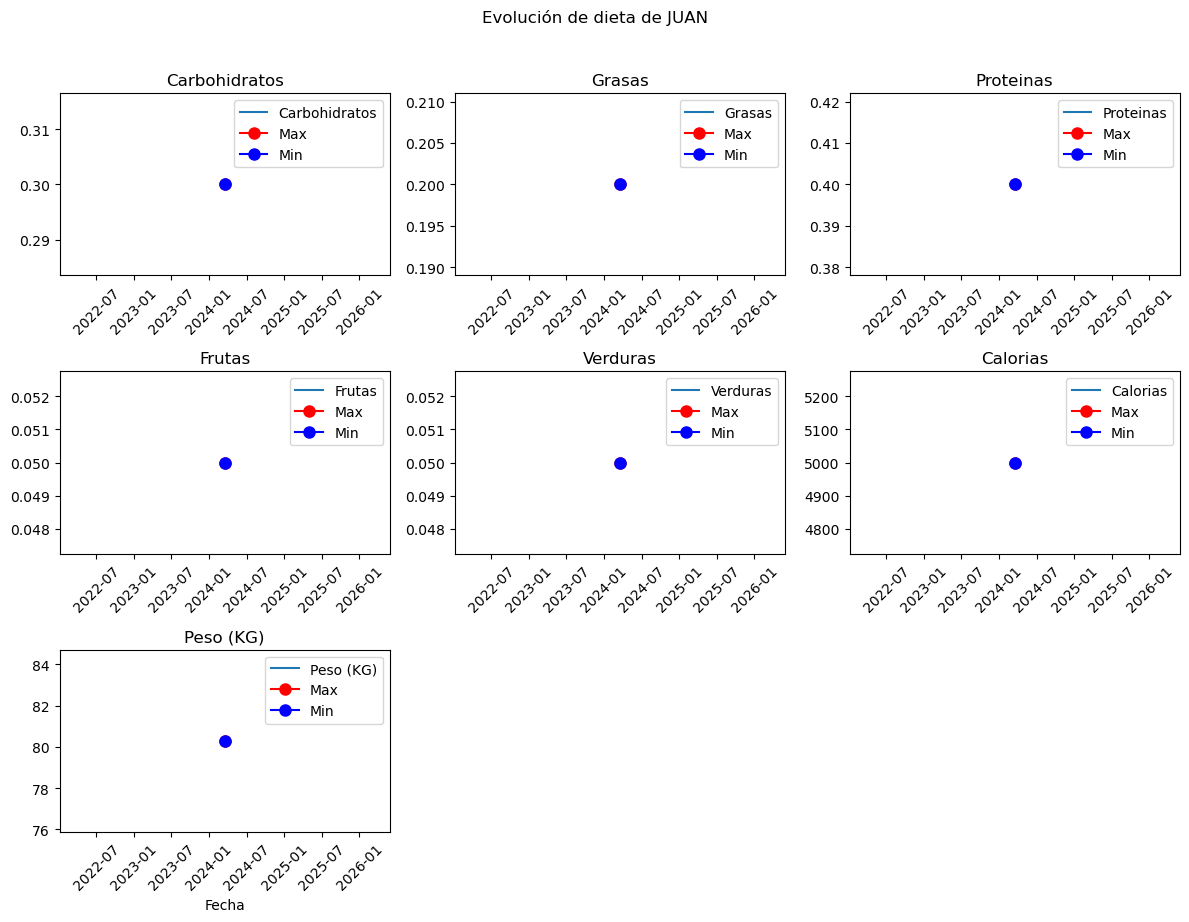 Evolución de dieta de JUAN
Carbohidratos
0.31
0.30
0.29
Carbohidratos
Max
Min
2022-07
2023-01
2023-07
2024-01
2024-07
2025-01
2025-07
2026-01
Grasas
0.210
0.205
0.200
0.195
0.190
Grasas
Max
Min
2022-07
2023-01
2023-07
2024-01
2024-07
2025-01
2025-07
2026-01
Proteinas
0.42
0.41
0.40
0.39
0.38
Proteinas
Max
Min
2022-07
2023-01
2023-07
2024-01
2024-07
2025-01
2025-07
2026-01
Frutas
0.052
0.051
0.050
0.049
0.048
Frutas
Max
Min
2022-07
2023-01
2023-07
2024-01
2024-07
2025-01
2025-07
2026-01
Verduras
0.052
0.051
0.050
0.049
0.048
Verduras
Max
Min
2022-07
2023-01
2023-07
2024-01
2024-07
2025-01
2025-07
2026-01
Calorias
5200
5100
5000
4900
4800
Calorias
Max
Min
2022-07
2023-01
2023-07
2024-01
2024-07
2025-01
2025-07
2026-01
Peso (KG)
84
82
80
78
76
Peso (KG)
Max
Min
2022-07
2023-01
2023-07
2024-01
2024-07
2025-01
2025-07
2026-01
Fecha